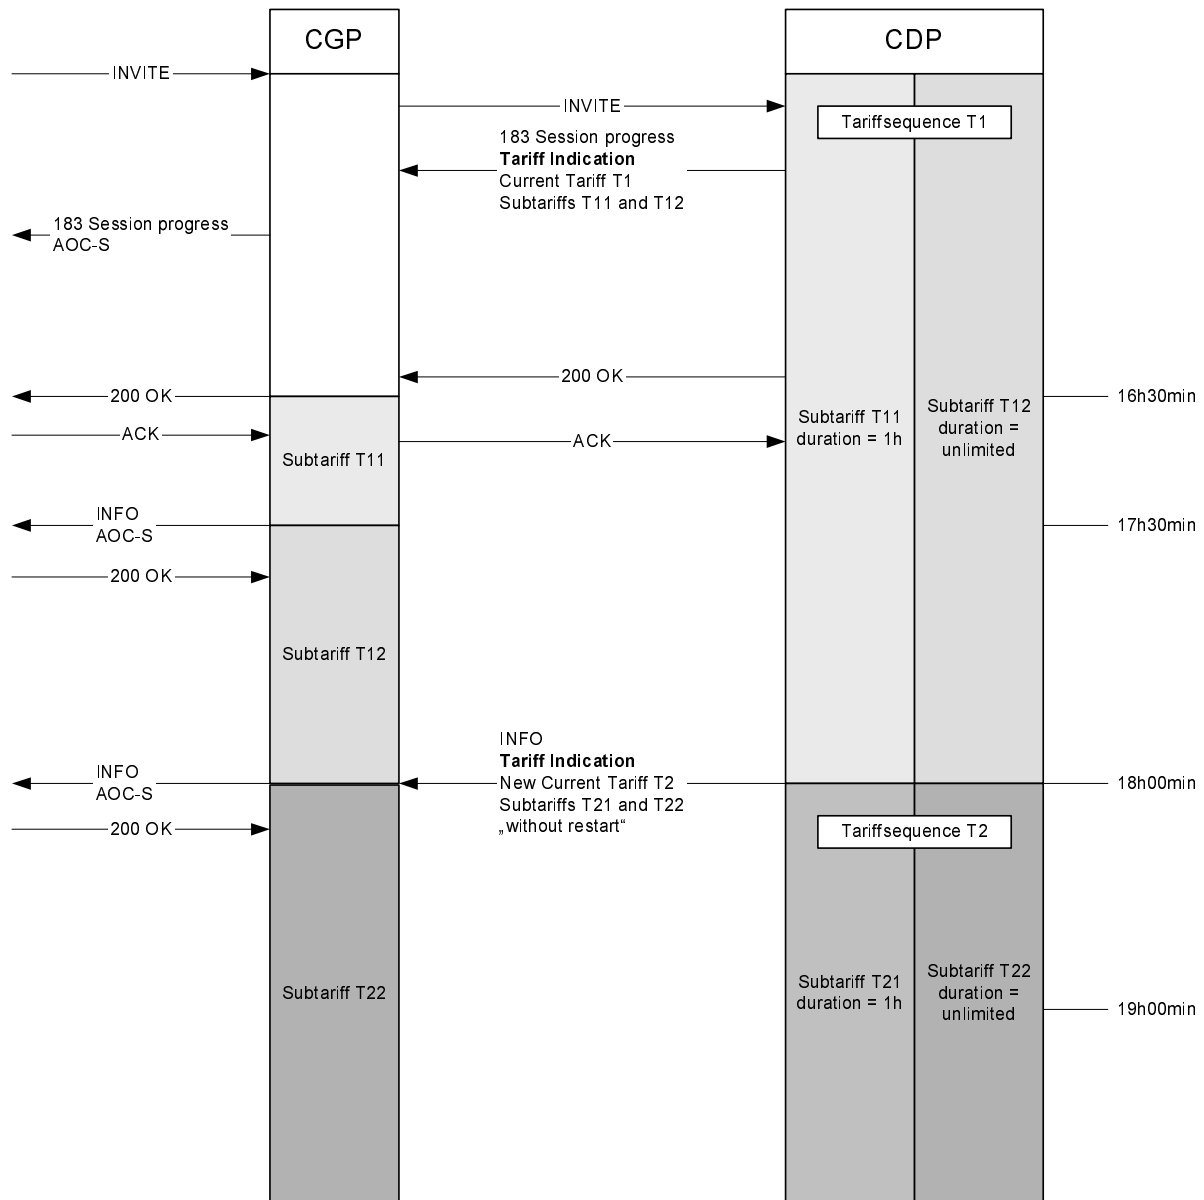 CGP
CDP
INVITE
INVITE
Tariffsequence T1
183 Session progress
Tariff Indication
Current Tariff T1
Subtariffs T11 and T12
183 Session progress
AOC-S
200 OK
200 OK
16h30min
Subtariff T11
duration = 1h
Subtariff T12
duration =
unlimited
ACK
ACK
Subtariff T11
INFO
AOC-S
17h30min
200 OK
Subtariff T12
INFO
Tariff Indication
New Current Tariff T2
Subtariffs T21 and T22
„without restart“
INFO
AOC-S
18h00min
200 OK
Tariffsequence T2
Subtariff T22
Subtariff T21
duration = 1h
Subtariff T22
duration =
unlimited
19h00min